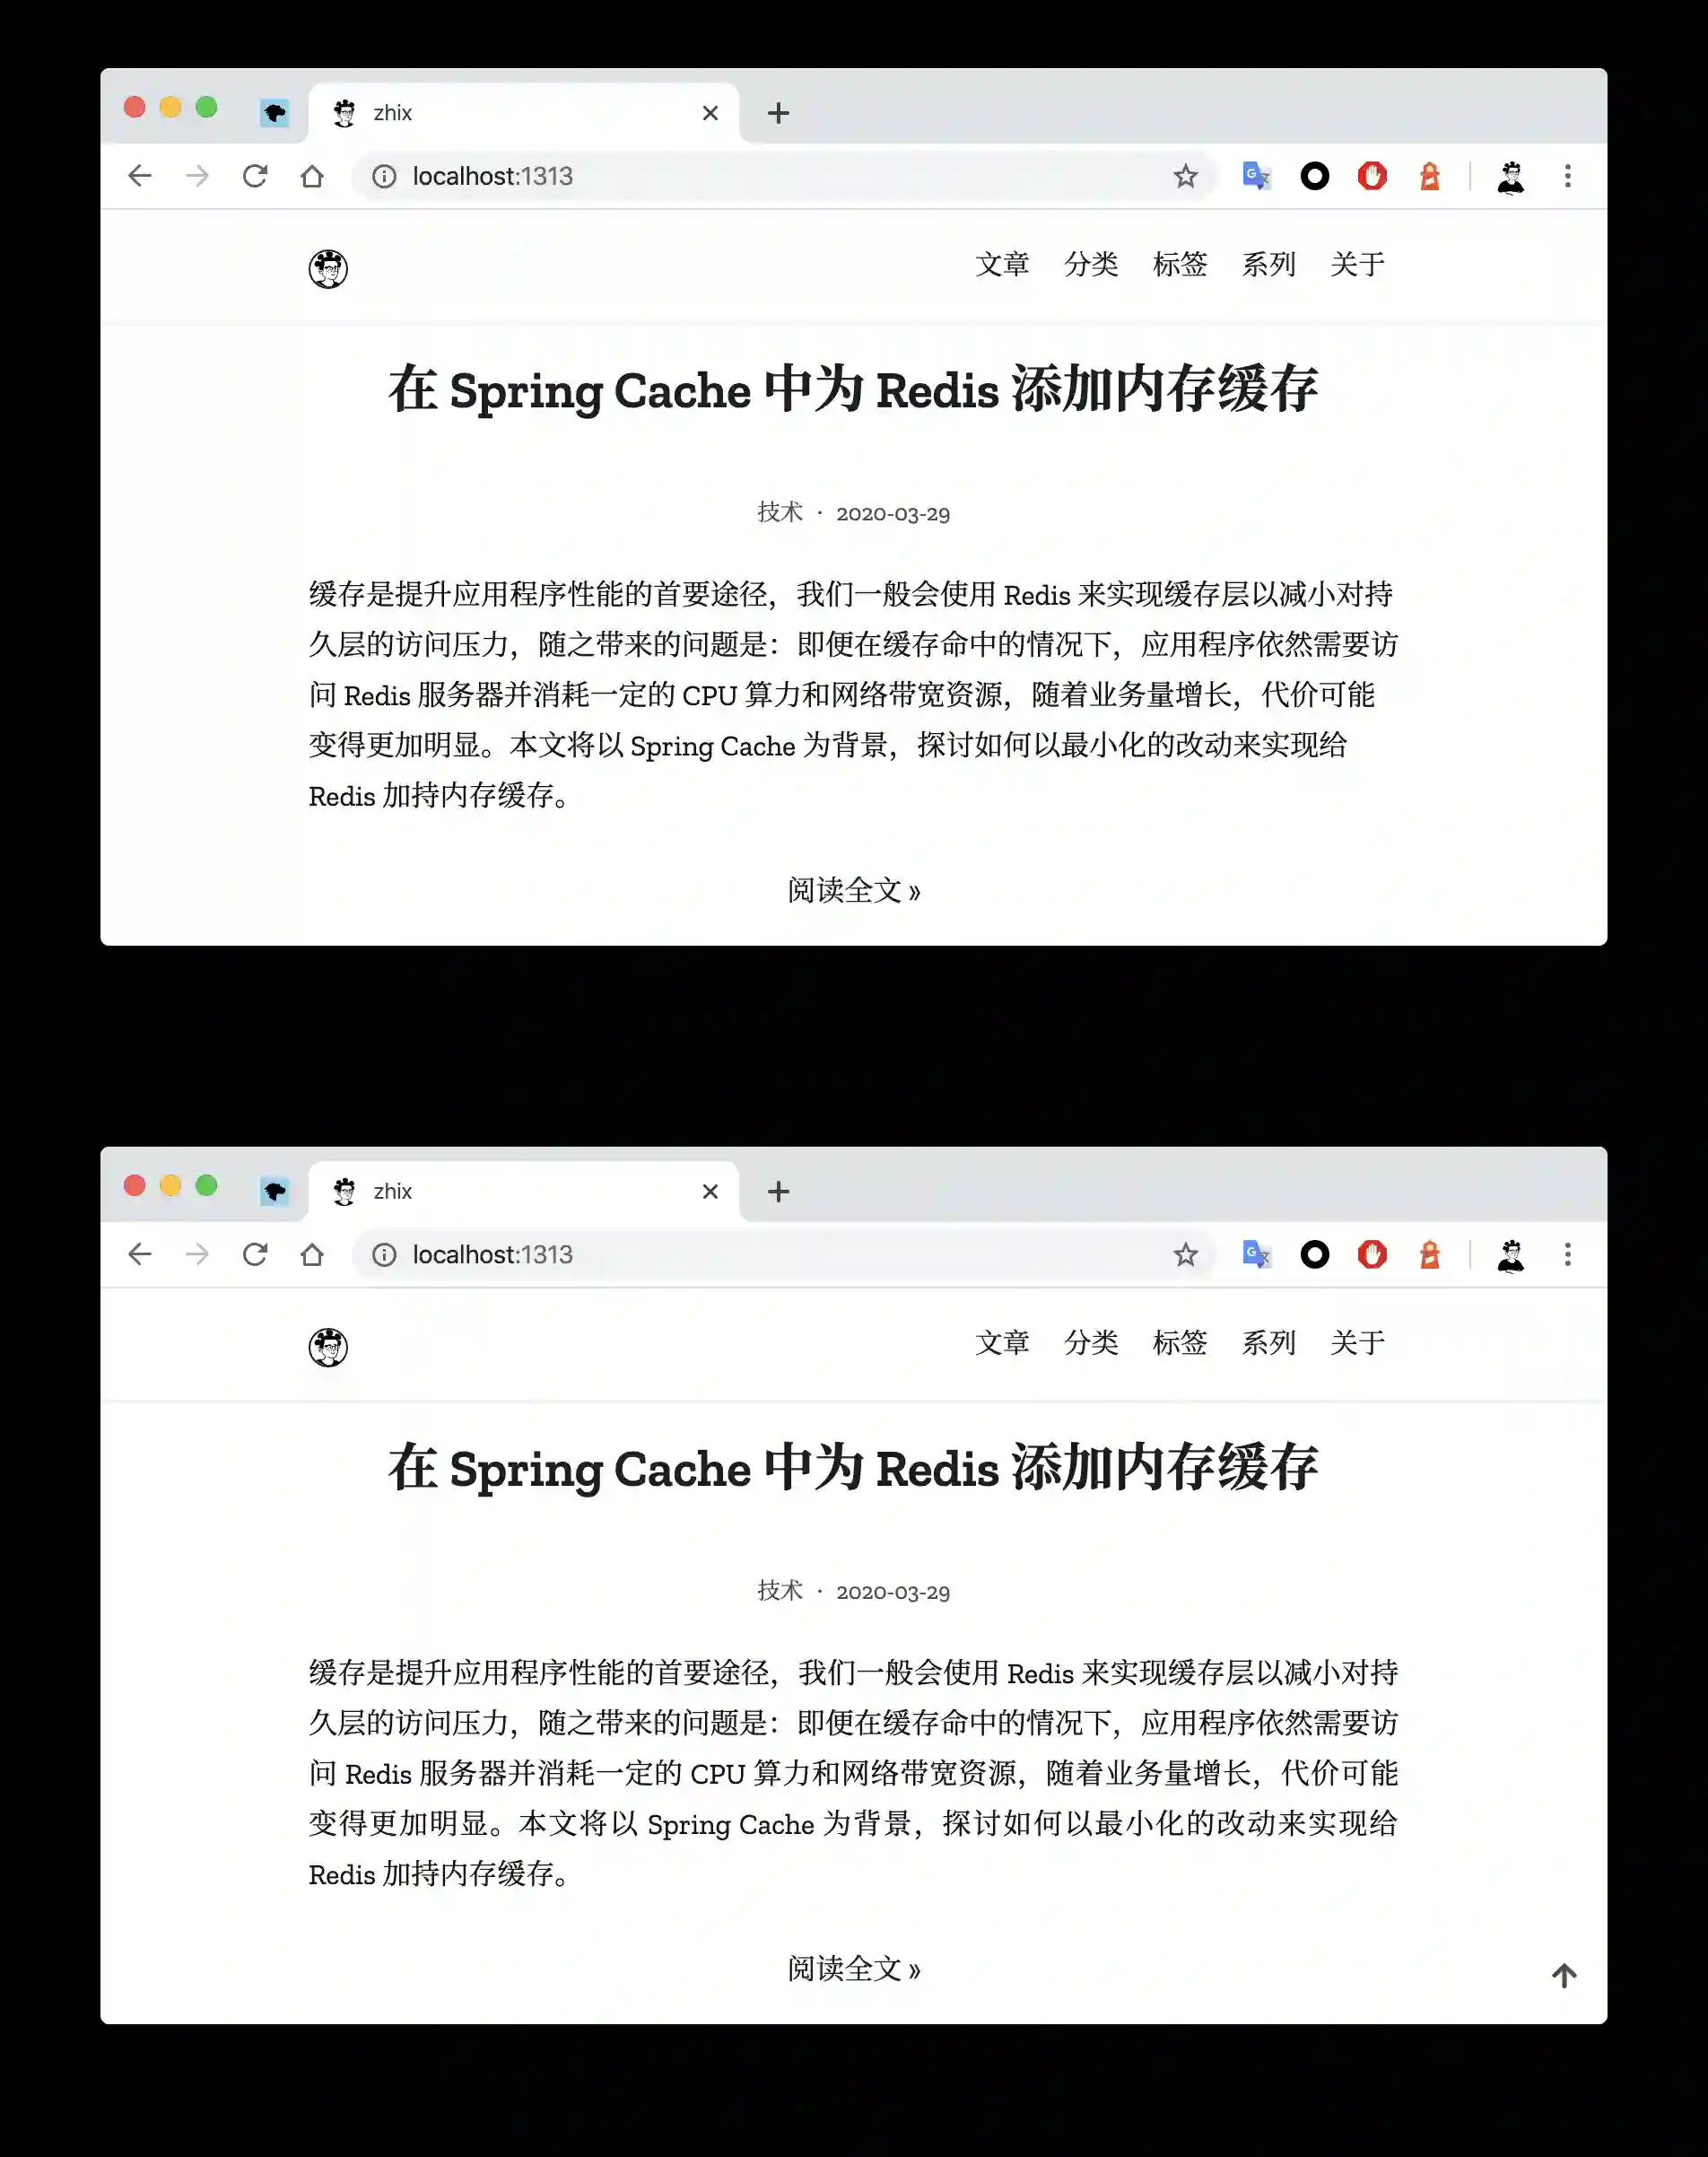 zhix
localhost:1313
文章 分类 标签 系列 关于
在 Spring Cache 中为 Redis 添加内存缓存
技术 · 2020-03-29
缓存是提升应用程序性能的首要途径，我们一般会使用 Redis 来实现缓存层以减小对持
久层的访问压力，随之带来的问题是：即便在缓存命中的情况下，应用程序依然需要访
问 Redis 服务器并消耗一定的 CPU 算力和网络带宽资源，随着业务量增长，代价可能
变得更加明显。本文将以 Spring Cache 为背景，探讨如何以最小化的改动来实现给
Redis 加持内存缓存。
阅读全文 »
zhix
localhost:1313
文章 分类 标签 系列 关于
在 Spring Cache 中为 Redis 添加内存缓存
技术 · 2020-03-29
缓存是提升应用程序性能的首要途径，我们一般会使用 Redis 来实现缓存层以减小对持
久层的访问压力，随之带来的问题是：即便在缓存命中的情况下，应用程序依然需要访
问 Redis 服务器并消耗一定的 CPU 算力和网络带宽资源，随着业务量增长，代价可能
变得更加明显。本文将以 Spring Cache 为背景，探讨如何以最小化的改动来实现给
Redis 加持内存缓存。
阅读全文 »